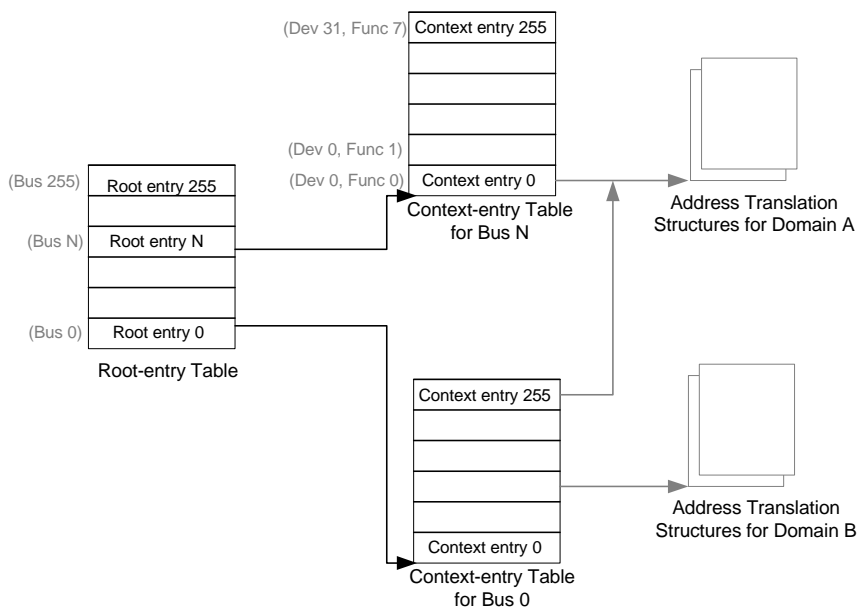 (Dev 31, Func 7)
Context entry 255
(Dev 0, Func 1)
(Dev 0, Func 0)
Context entry 0
Context-entry Table
for Bus N
Address Translation
Structures for Domain A
(Bus 255)
Root entry 255
(Bus N)
Root entry N
(Bus 0)
Root entry 0
Root-entry Table
Context entry 255
Context entry 0
Context-entry Table
for Bus 0
Address Translation
Structures for Domain B